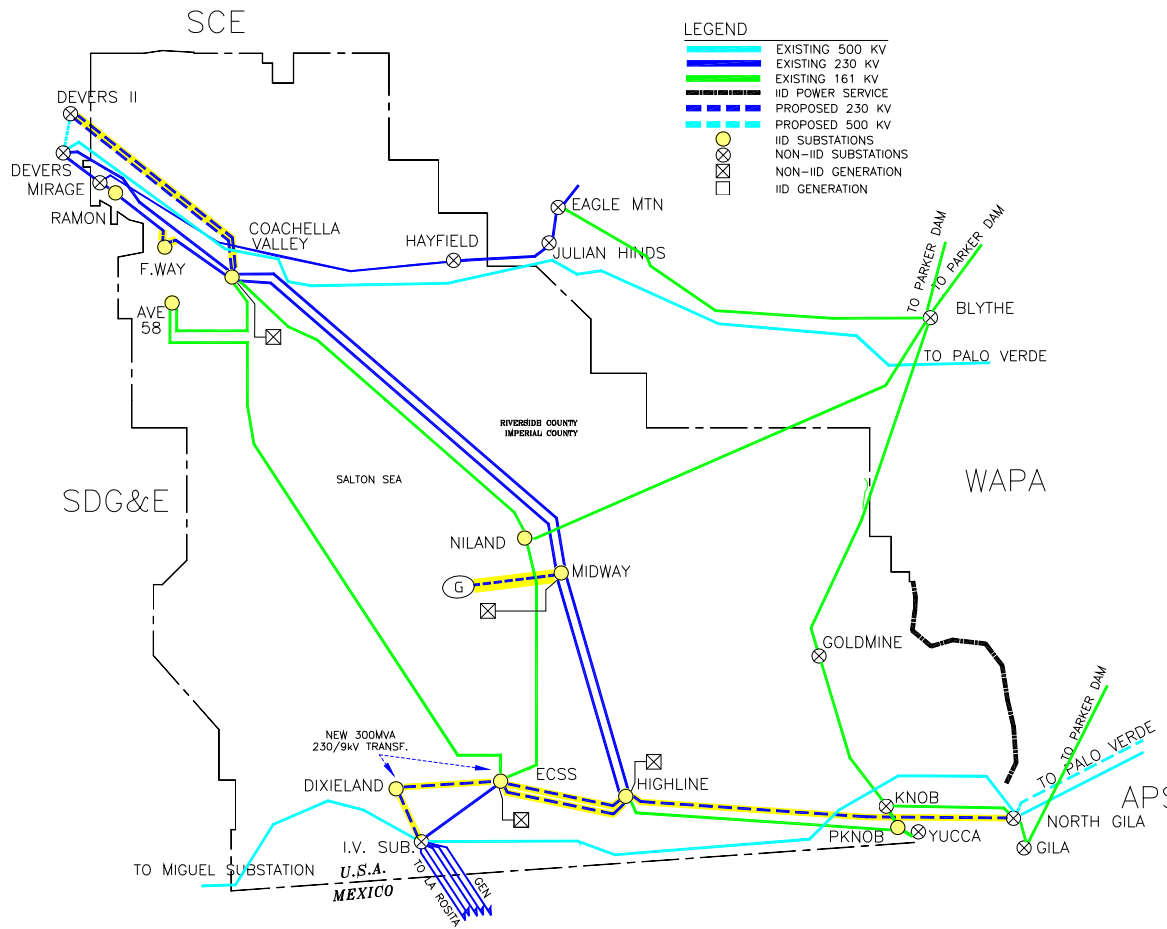 SCE
LEGEND
EXISTING 500 KV
EXISTING 230 KV
EXISTING 161 KV
IID POWER SERVICE
PROPOSED 230 KV
PROPOSED 500 KV
IID SUBSTATIONS
NON-IID SUBSTATIONS
NON-IID GENERATION
IID GENERATION
DEVERS II
DEVERS
MIRAGE
RAMON
F.WAY
COACHELLA
VALLEY
HAYFIELD
EAGLE MTN
JULIAN HINDS
TO PARKER DAM
TO PARKER DAM
BLYTHE
TO PALO VERDE
AVE
58
RIVERSIDE COUNTY
IMPERIAL COUNTY
SALTON SEA
SDG&E
WAPA
NILAND
MIDWAY
G
GOLDMINE
NEW 300MVA
230/9kV TRANSF.
DIXIELAND
ECSS
HIGHLINE
TO PARKER DAM
TO PALO VERDE
APS
KNOB
NORTH GILA
PKNOB
YUCCA
GILA
I.V. SUB.
TO MIGUEL SUBSTATION
U.S.A.
MEXICO
TO LA ROSITA
GEN